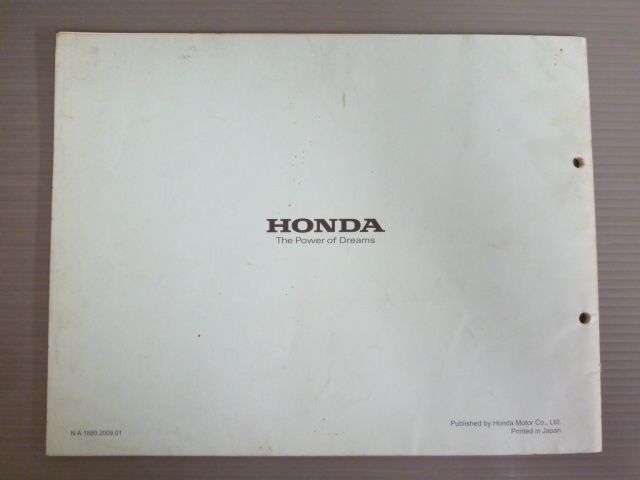 HONDA
The Power of Dreams
N A 1880.2009.01
Published by Honda Motor Co., Ltd.
Printed in Japan